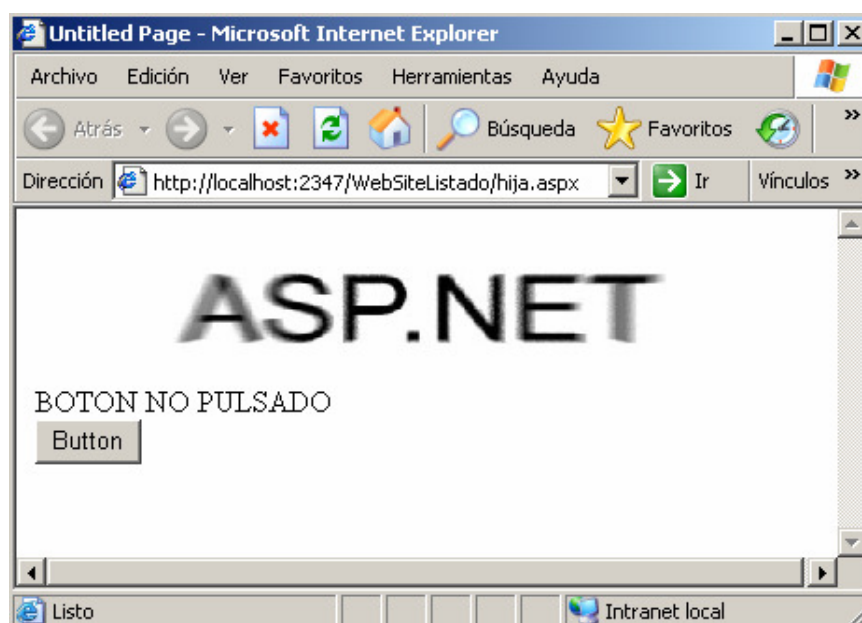 Untitled Page - Microsoft Internet Explorer
Archivo Edición Ver Favoritos Herramientas Ayuda
Atrás Búsqueda Favoritos »
Dirección http://localhost:2347/WebSiteListado/hija.aspx Ir Vínculos »
ASP.NET
BOTON NO PULSADO
Button
Listo Intranet local